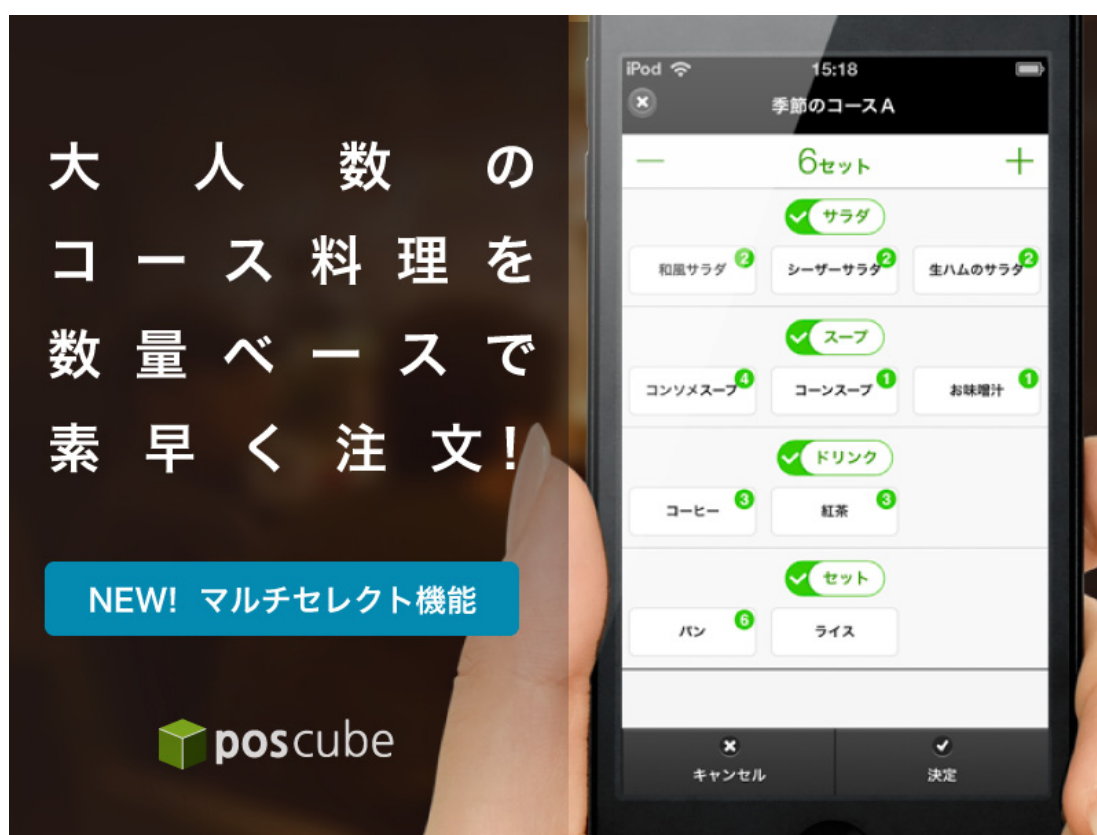 大人数の
コース料理を
数量ベースで
素早く注文!
NEW! マルチセレクト機能
poscube
iPod 15:18
季節のコースA
— 6セット +
サラダ
和風サラダ 2 シーザーサラダ 2 生ハムのサラダ 2
スープ
コンソメスープ 4 コーンスープ 1 お味噌汁 1
ドリンク
コーヒー 3 紅茶 3
セット
パン 6 ライス
キャンセル 決定